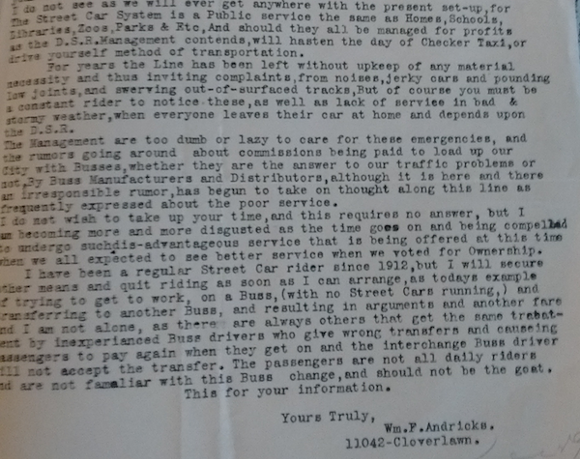 I do not see as we will ever get anywhere with the present set-up,for
The Street Car System is a Public service the same as Homes,Schools,
Libraries,Zoos,Parks & Etc,And should they all be managed for profits
as the D.S.R.Management contends,will hasten the day of Checker Taxi,or
drive yourself method of transportation.
For years the Line has been left without upkeep of any material
necessity and thus inviting complaints,from noises,jerky cars and pounding
low joints,and swerving out-of-surfaced tracks,But of course you must be
a constant rider to notice these,as well as lack of service in bad &
stormy weather,when everyone leaves their car at home and depends upon
the D.S.R.
The Management are too dumb or lazy to care for these emergencies, and
the rumors going around about commissions being paid to load up our
City with Busses,whether they are the answer to our traffic problems or
not,By Buss Manufacturers and Distributors,although it is here and there
an irresponsible rumor,has begun to take on thought along this line as
frequently expressed about the poor service.
I do not wish to take up your time,and this requires no answer, but I
am becoming more and more disgusted as the time goes on and being compelled
to undergo suchdis-advantageous service that is being offered at this time
when we all expected to see better service when we voted for Ownership.
I have been a regular Street Car rider since 1912,but I will secure
other means and quit riding as soon as I can arrange,as todays example
of trying to get to work, on a Buss,(with no Street Cars running,) and
transferring to another Buss, and resulting in arguments and another fare
and I am not alone, as there are always others that get the same treat-
ment by inexperianced Buss drivers who give wrong transfers and causeing
passengers to pay again when they get on and the interchange Buss driver
will not accept the transfer. The passengers are not all daily riders
and are not familiar with this Buss change,and should not be the goat.
This for your information.
Yours Truly,
Wm.F.Andricks.
11042-Cloverlawn.